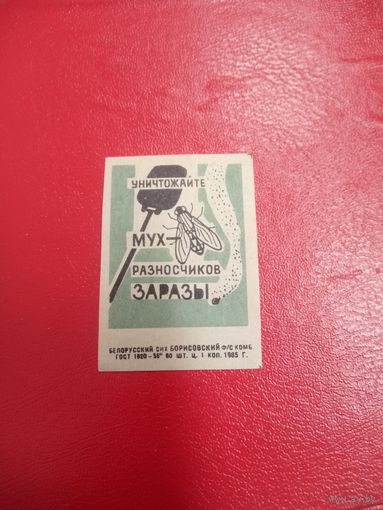 УНИЧТОЖАЙТЕ
МУХ-
РАЗНОСЧИКОВ
ЗАРАЗЫ.
БЕЛОРУССКИЙ СНХ БОРИСОВСКИЙ Ф/С КОМБ.
ГОСТ 1820-56" 60 ШТ. Ц. 1 КОП. 1965 Г.